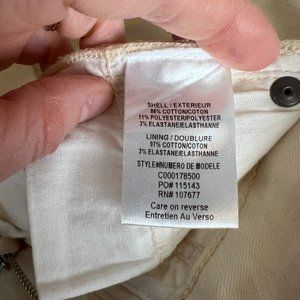 SHELL / EXTERIEUR
86% COTTON/COTON
11% POLYESTER/POLYESTER
3% ELASTANE/ELASTHANNE
LINING / DOUBLURE
97% COTTON/COTON
3% ELASTANE/ELASTHANNE
STYLE#/NUMERO DE MODELE
C000178500
PO# 115143
RN# 107677
Care on reverse
Entretien Au Verso